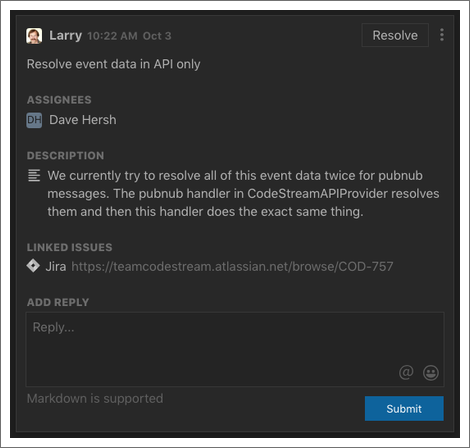 Larry 10:22 AM Oct 3 Resolve
Resolve event data in API only
ASSIGNEES
DH Dave Hersh
DESCRIPTION
We currently try to resolve all of this event data twice for pubnub
messages. The pubnub handler in CodeStreamAPIProvider resolves
them and then this handler does the exact same thing.
LINKED ISSUES
Jira https://teamcodestream.atlassian.net/browse/COD-757
ADD REPLY
Reply...
@
Markdown is supported
Submit